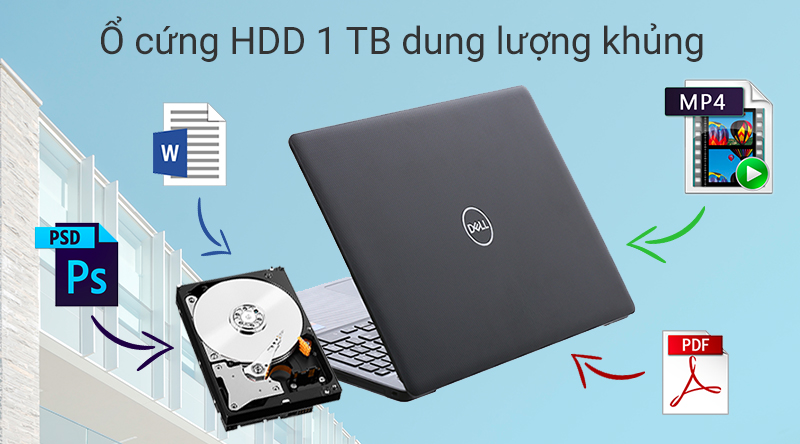 Ổ cứng HDD 1 TB dung lượng khủng
MP4
W
PSD
Ps
DELL
PDF